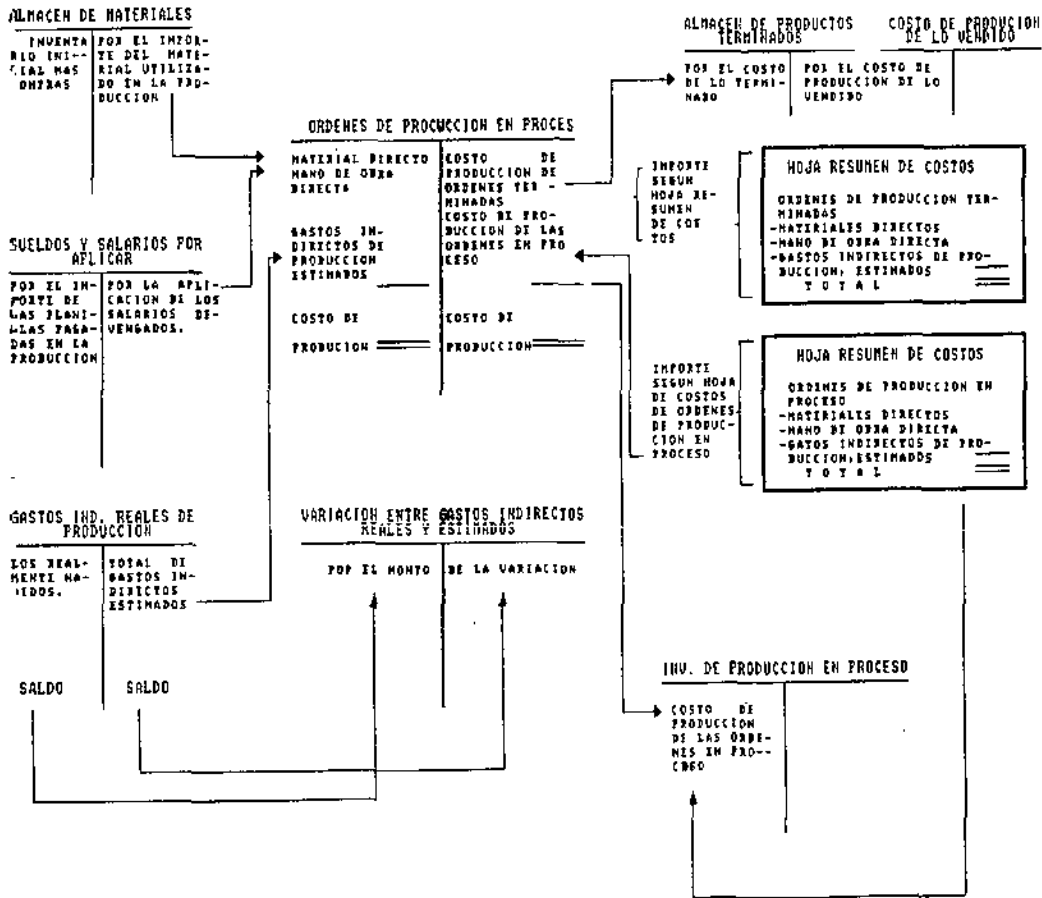 ALMACEN DE MATERIALES
INVENTA
RIO INI--
CIAL MAS
OMPRAS
POR EL IMPOR-
TE DEL MATE-
RIAL UTILIZA-
DO EN LA PRO-
DUCCION
SUELDOS Y SALARIOS POR
APLICAR
POR EL IM-
PORTE DE
LAS PLANI-
LLAS PAGA-
DAS EN LA
PRODUCCION
POR LA APLI-
CACION DE LOS
SALARIOS DE-
VENGADOS.
GASTOS IND. REALES DE
PRODUCCION
LOS REAL-
MENTE HA-
IDOS.
TOTAL DE
GASTOS IN-
DIRECTOS
ESTIMADOS
SALDO
SALDO
ORDENES DE PROCWCCION EN PROCES
MATERIAL DIRECTO
MANO DE OBRA
DIRECTA
GASTOS IN-
DIRECTOS DE
PRODUCCION
ESTIMADOS
COSTO DE
PRODUCION
COSTO DE
PRODUCCION DE
ORDENES TER -
MINADAS
COSTO DE PRO-
DUCCION DE LAS
ORDENES EM PRO
CESO
COSTO DE
PRODUCCION
VARIACION ENTRE GASTOS INDIRECTOS
REALES Y ESTIMADOS
POP EL MONTO DE LA VARIACION
ALMACEN DE PRODUCTOS
TERMINADOS
POR EL COSTO
DE LO TERMI-
NADO
POR EL COSTO DE
PRODUCCION DE LO
VENDIDO
COSTO DE PRODUCION
DE LO VENDIDO
IMPORTE
SEGUN
HOJA RE-
SUMEN
DE COS
TOS
HOJA RESUMEN DE COSTOS
ORDENES DE PRODUCCION TER-
MINADAS
-MATERIALES DIRECTOS
-MANO DE OBRA DIRECTA
-GASTOS INDIRECTOS DE PRO-
DUCCION, ESTIMADOS
T O T A L
IMPORTE
SEGUN HOJA
DE COSTOS
DE ORDENES
DE PRODUC-
CION EN
PROCESO
HOJA RESUMEN DE COSTOS
ORDENES DE PRODUCCION EN
PROCESO
-MATERIALES DIRECTOS
-MANO DE OBRA DIRECTA
-GATOS INDIRECTOS DE PRO-
DUCCION, ESTIMADOS
T O T A L
INV. DE PRODUCCION EN PROCESO
COSTO DE
PRODUCCION
DE LAS ORDE-
NES EN PRO--